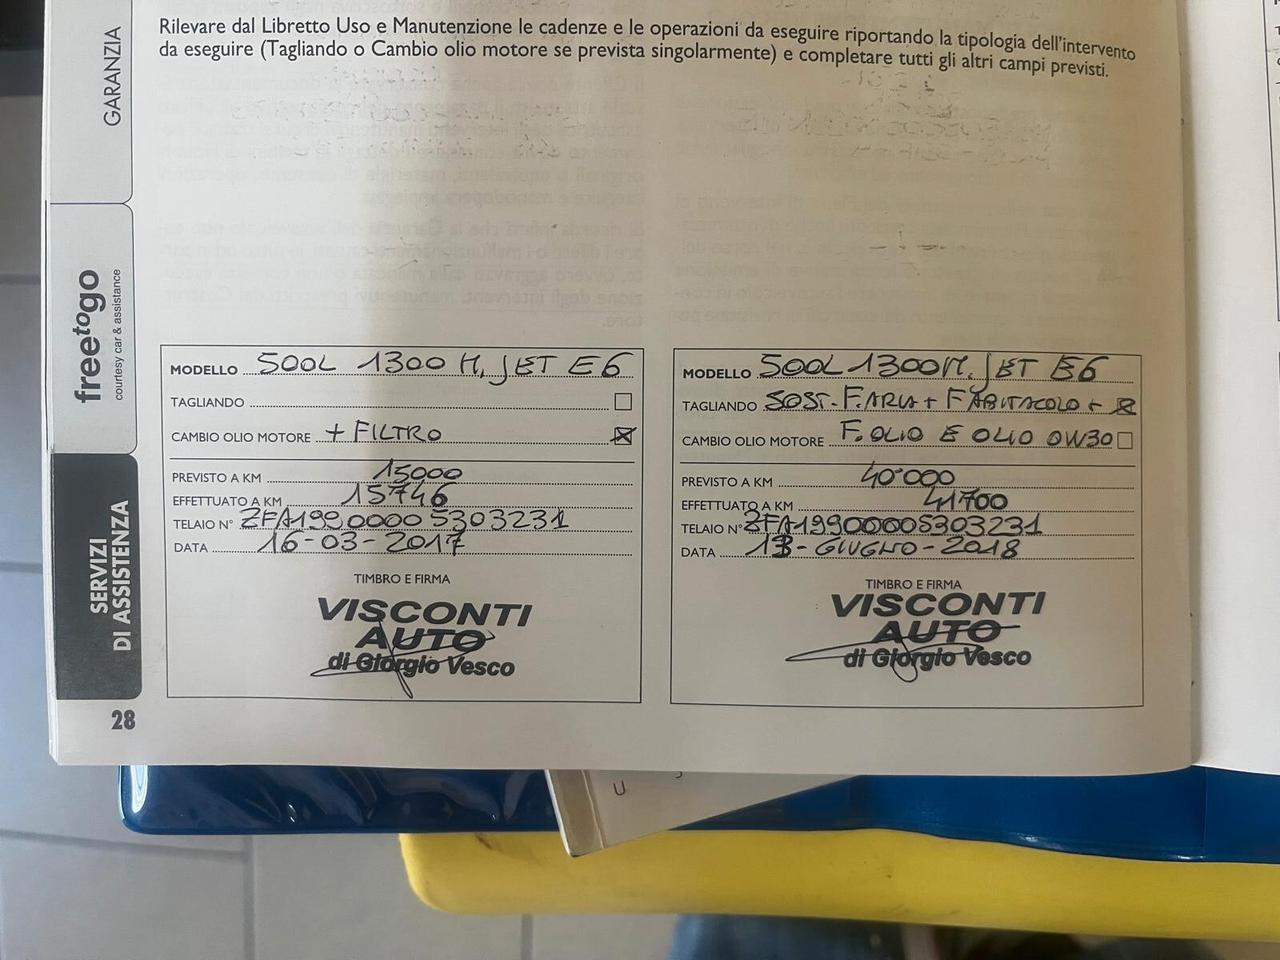 Rilevare dal Libretto Uso e Manutenzione le cadenze e le operazioni da eseguire riportando la tipologia dell'intervento
da eseguire (Tagliando o Cambio olio motore se prevista singolarmente) e completare tutti gli altri campi previsti.
GARANZIA
freetogo
courtesy car & assistance
SERVIZI
DI ASSISTENZA
28
MODELLO 500L 1300 M, JET E6
TAGLIANDO
CAMBIO OLIO MOTORE + FILTRO
PREVISTO A KM 15000
EFFETTUATO A KM 15746
TELAIO N° ZFA19900005303231
DATA 16-03-2017
TIMBRO E FIRMA
VISCONTI
AUTO
di Giorgio Vesco
MODELLO 500L 1300 M. JET E6
TAGLIANDO SOST. F. ARIA + F ABITACOLO +
CAMBIO OLIO MOTORE F. OLIO E OLIO 0W30
PREVISTO A KM 40'000
EFFETTUATO A KM 41700
TELAIO N° ZFA19900005303231
DATA 13-GIUGNO-2018
TIMBRO E FIRMA
VISCONTI
AUTO
di Giorgio Vesco